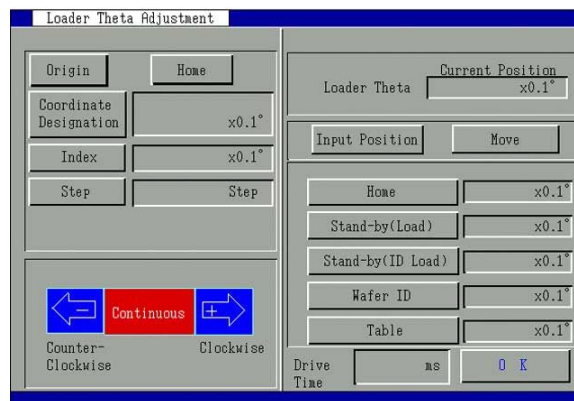 Loader Theta Adjustment
Origin
Home
Coordinate
Designation
x0.1°
Index
x0.1°
Step
Step
Continuous
Counter-
Clockwise
Clockwise
Current Position
Loader Theta
x0.1°
Input Position
Move
Home
x0.1°
Stand-by(Load)
x0.1°
Stand-by(ID Load)
x0.1°
Wafer ID
x0.1°
Table
x0.1°
Drive
Time
ms
O K